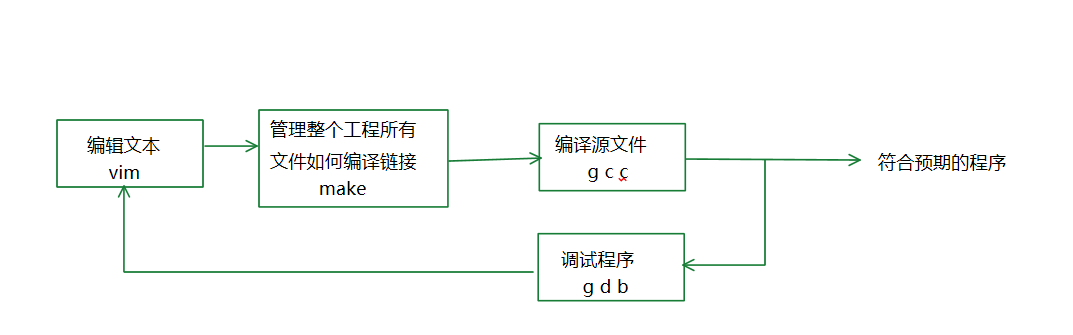 编辑文本
vim
管理整个工程所有
文件如何编译链接
make
编译源文件
g c c
符合预期的程序
调试程序
g d b